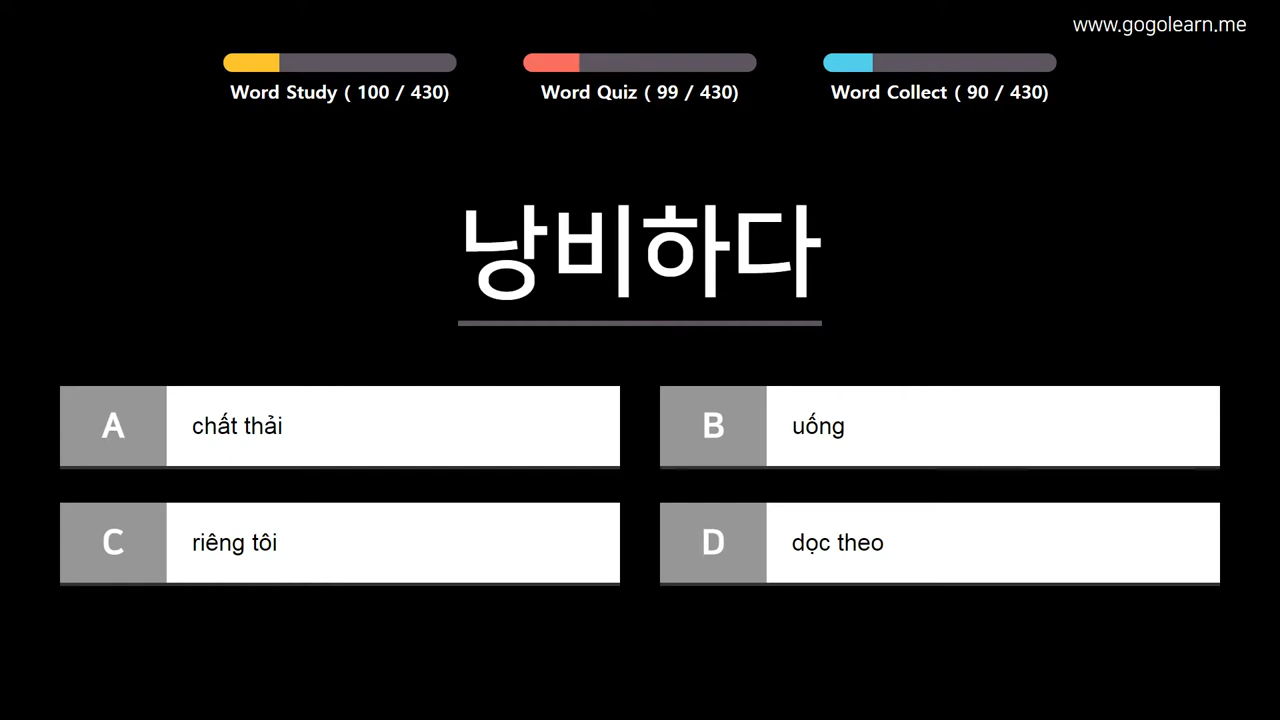 www.gogolearn.me
Word Study ( 100 / 430)
Word Quiz ( 99 / 430)
Word Collect ( 90 / 430)
낭비하다
A chất thải
B uống
C riêng tôi
D dọc theo